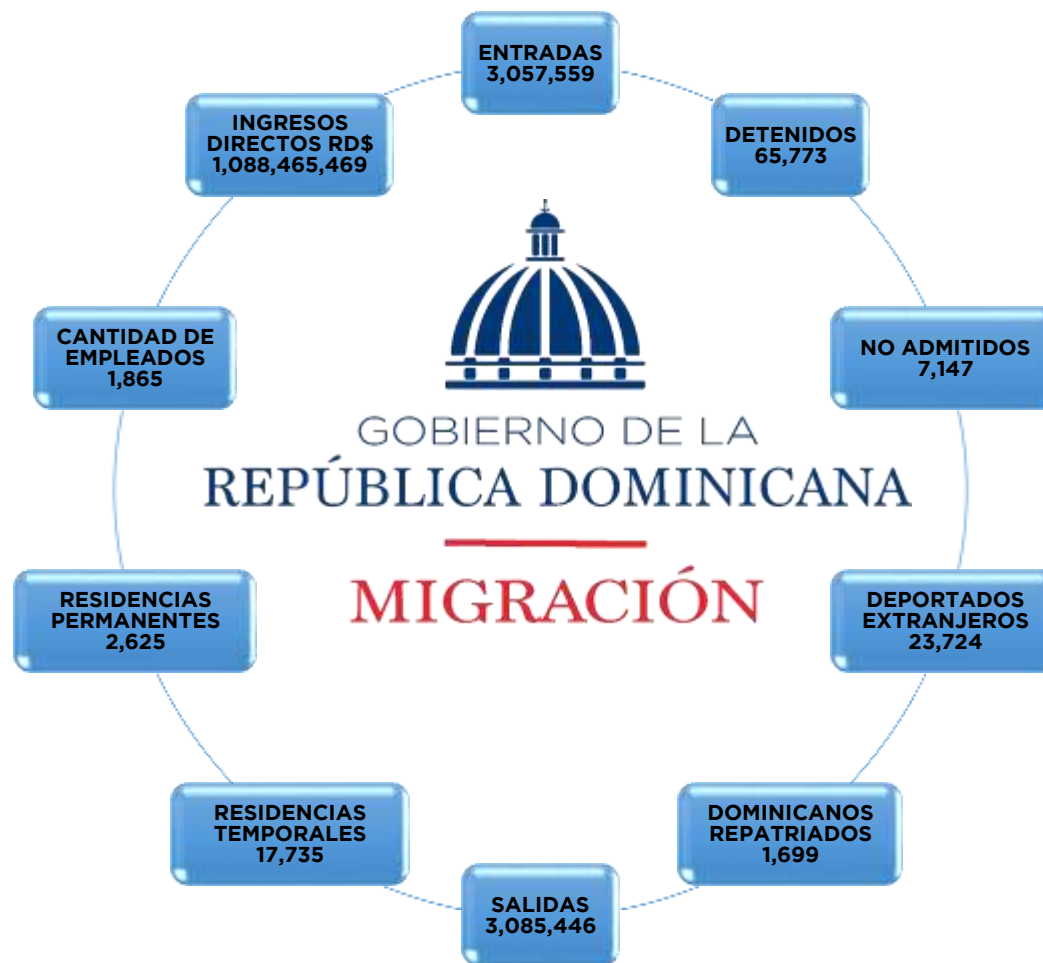 ENTRADAS
3,057,559
INGRESOS
DIRECTOS RD$
1,088,465,469
DETENIDOS
65,773
CANTIDAD DE
EMPLEADOS
1,865
NO ADMITIDOS
7,147
GOBIERNO DE LA
REPÚBLICA DOMINICANA
MIGRACIÓN
RESIDENCIAS
PERMANENTES
2,625
DEPORTADOS
EXTRANJEROS
23,724
RESIDENCIAS
TEMPORALES
17,735
DOMINICANOS
REPATRIADOS
1,699
SALIDAS
3,085,446